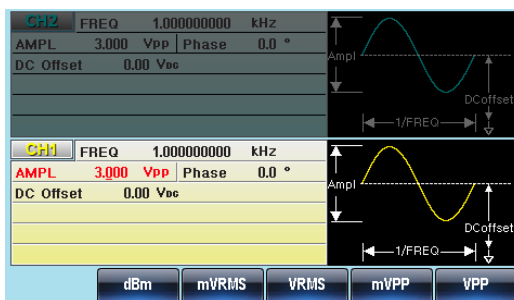 CH2 FREQ 1.000000000 kHz
AMPL 3.000 Vpp Phase 0.0 °
DC Offset 0.00 VDC
Ampl
DCoffset
1/FREQ
CH1 FREQ 1.000000000 kHz
AMPL 3.000 Vpp Phase 0.0 °
DC Offset 0.00 VDC
Ampl
DCoffset
1/FREQ
dBm mVRMS VRMS mVPP VPP